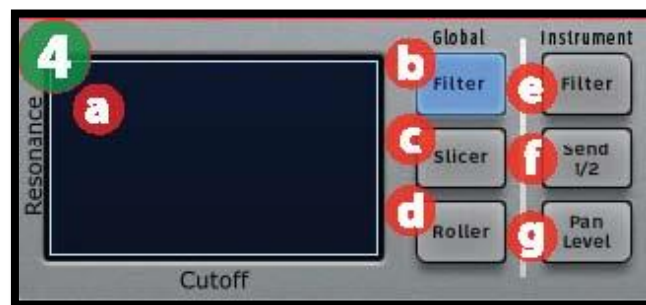 4
a
Resonance
Cutoff
Global
b
Filter
c
Slicer
d
Roller
Instrument
e
Filter
f
Send
1/2
g
Pan
Level